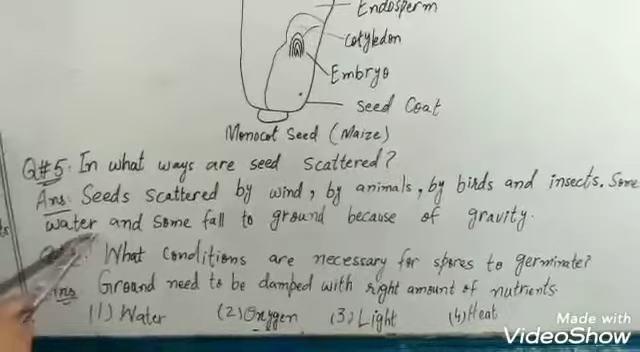 Endosperm
Cotyledon
Embryo
Seed Coat
Monocot Seed (Maize)
Q#5. In what ways are seed scattered?
Ans: Seeds scattered by wind, by animals, by birds and insects. Some
water and some fall to ground because of gravity.
What conditions are necessary for spores to germinate?
Ans Ground need to be damped with right amount of nutrients
(1) Water (2) Oxygen (3) Light (4) Heat
Made with
VideoShow